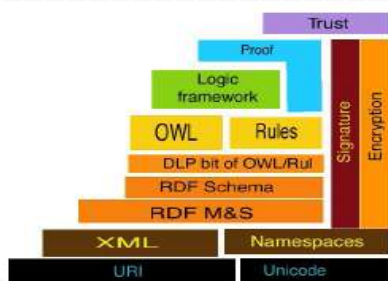 Trust
Proof
Logic
framework
OWL
Rules
DLP bit of OWL/Rul
RDF Schema
RDF M&S
Signature
Encryption
XML
Namespaces
URI
Unicode